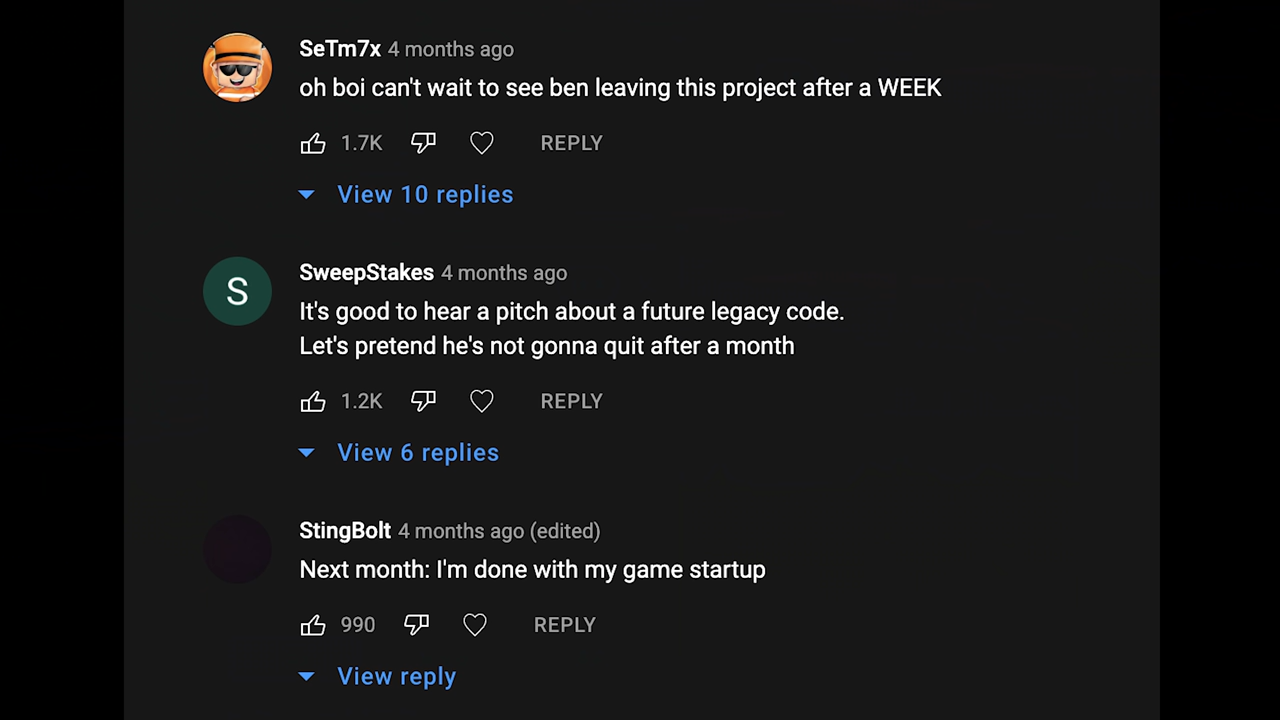 SeTm7x 4 months ago
oh boi can't wait to see ben leaving this project after a WEEK
1.7K REPLY
View 10 replies
S
SweepStakes 4 months ago
It's good to hear a pitch about a future legacy code.
Let's pretend he's not gonna quit after a month
1.2K REPLY
View 6 replies
StingBolt 4 months ago (edited)
Next month: I'm done with my game startup
990 REPLY
View reply